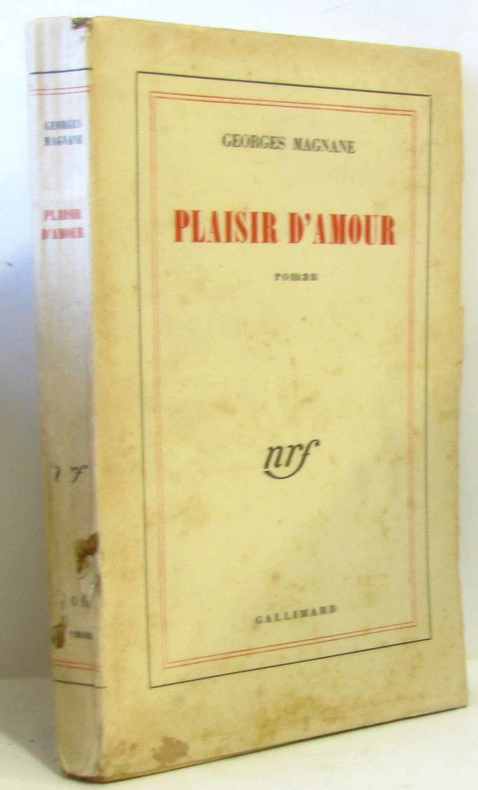 GEORGES
MAGNANE
PLAISIR
D'AMOUR
GEORGES MAGNANE
PLAISIR D'AMOUR
roman
nrf
GALLIMARD